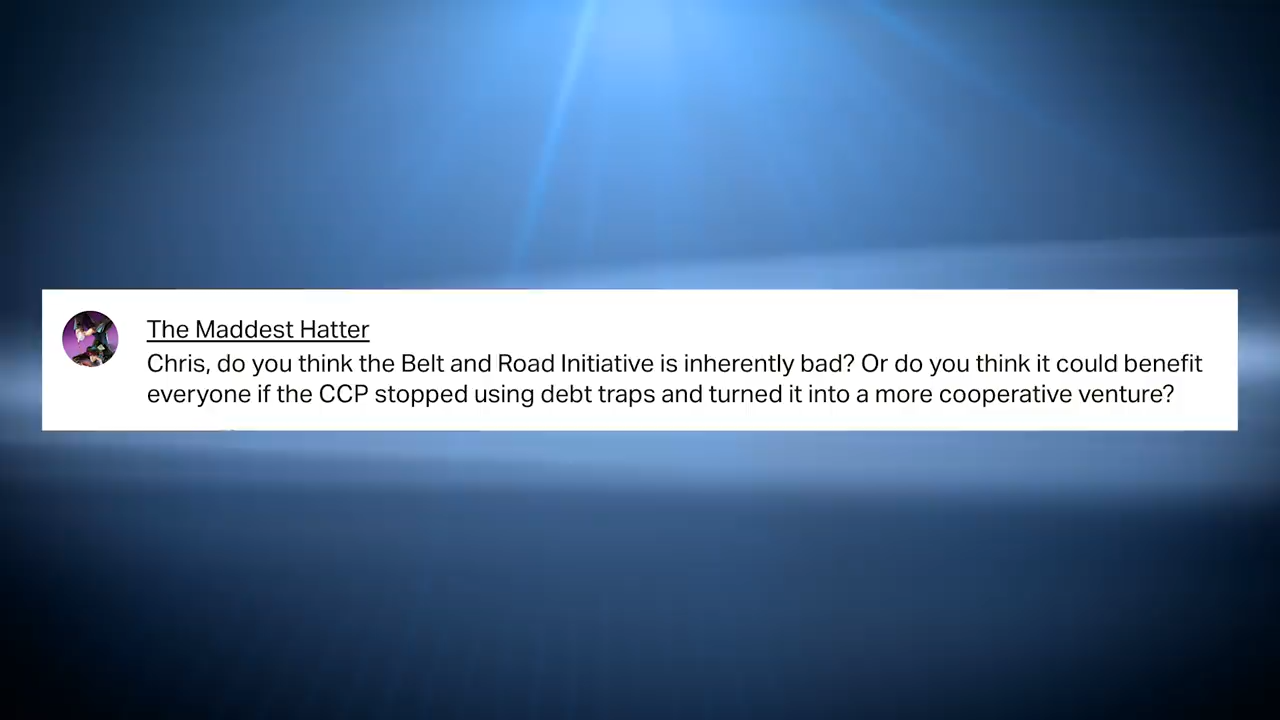 The Maddest Hatter
Chris, do you think the Belt and Road Initiative is inherently bad? Or do you think it could benefit
everyone if the CCP stopped using debt traps and turned it into a more cooperative venture?